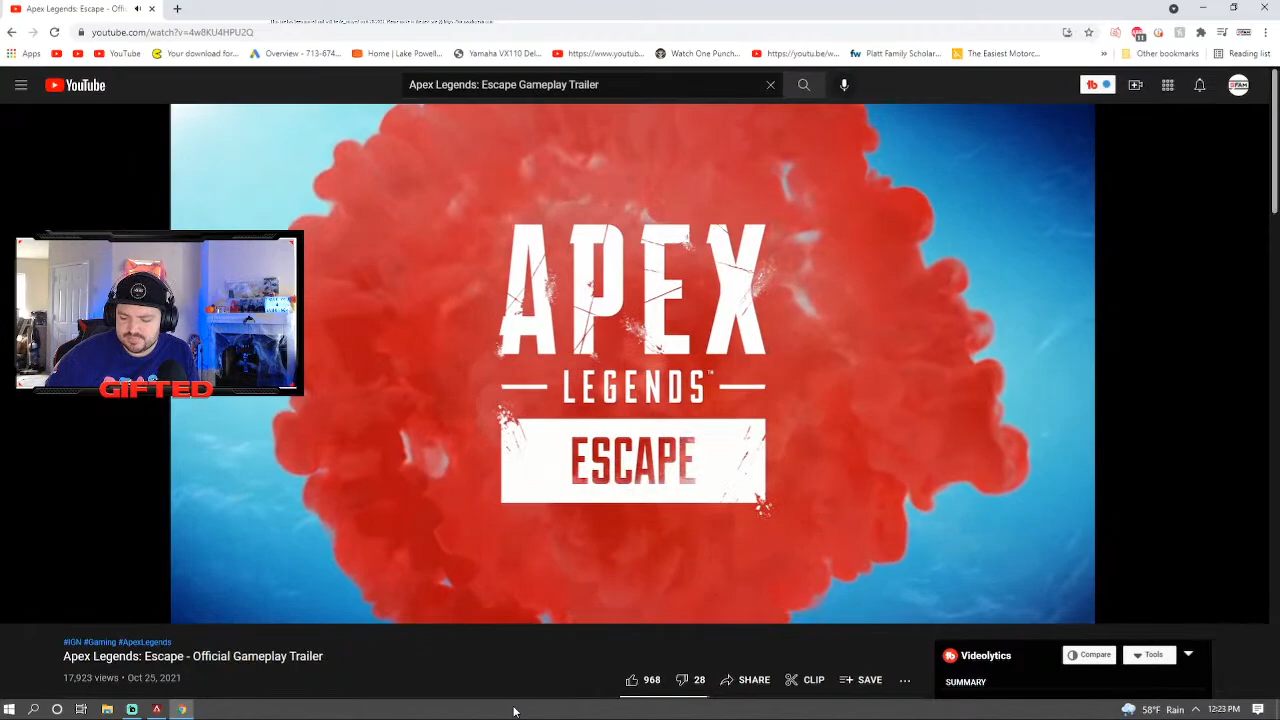 Apex Legends: Escape - Offi
youtube.com/watch?v=4w8KU4HPU2Q
Apps
YouTube
Your download for...
Overview - 713-674...
Home | Lake Powell...
Yamaha VX110 Del...
https://www.youtub...
Watch One Punch...
https://youtu.be/w...
fw Platt Family Scholar...
The Easiest Motorc...
»
Other bookmarks
Reading list
YouTube
Apex Legends: Escape Gameplay Trailer
APEX
LEGENDS™
ESCAPE
GIFTED
#IGN #Gaming #ApexLegends
Apex Legends: Escape - Official Gameplay Trailer
17,923 views • Oct 25, 2021
968
28
SHARE
CLIP
SAVE
...
Videolytics
Compare
Tools
SUMMARY
58°F Rain
12:23 PM